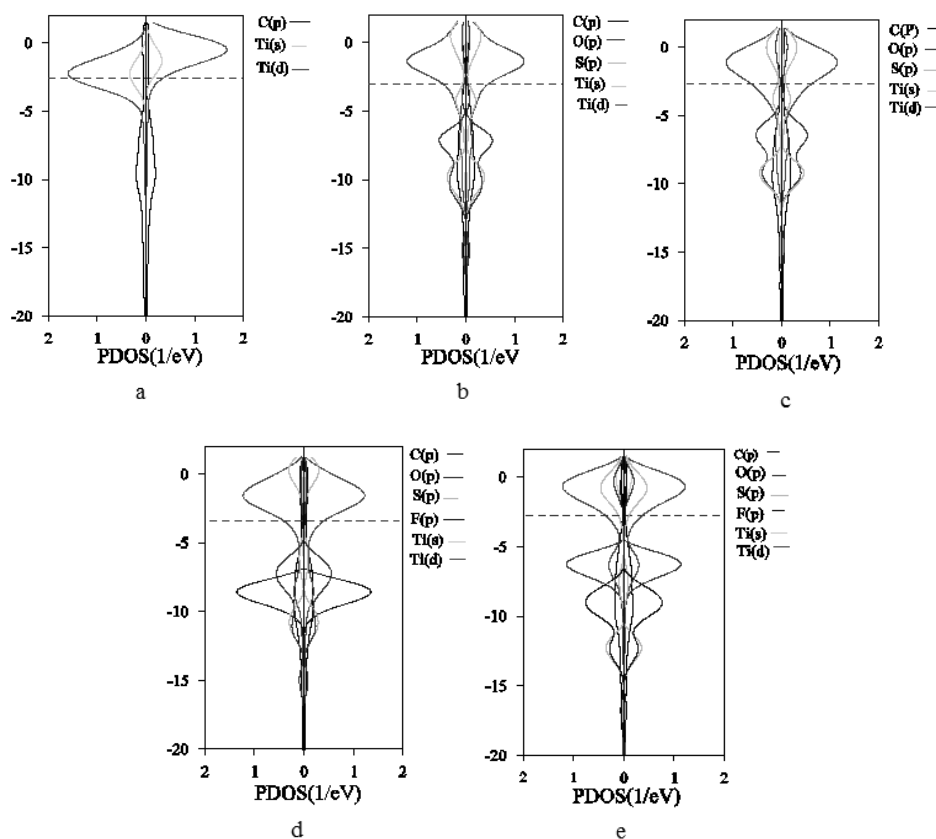 C(p)
Ti(s)
Ti(d)
0
-5
-10
-15
-20
2 1 0 1 2
PDOS(1/eV)
a
C(p)
O(p)
S(p)
Ti(s)
Ti(d)
0
-5
-10
-15
-20
2 1 0 1 2
PDOS(1/eV
b
C(P)
O(p)
S(p)
Ti(s)
Ti(d)
0
-5
-10
-15
-20
2 1 0 1 2
PDOS(1/eV)
c
C(p)
O(p)
S(p)
F(p)
Ti(s)
Ti(d)
0
-5
-10
-15
-20
2 1 0 1 2
PDOS(1/eV)
d
C(p)
O(p)
S(p)
F(p)
Ti(s)
Ti(d)
0
-5
-10
-15
-20
2 1 0 1 2
PDOS(1/eV)
e